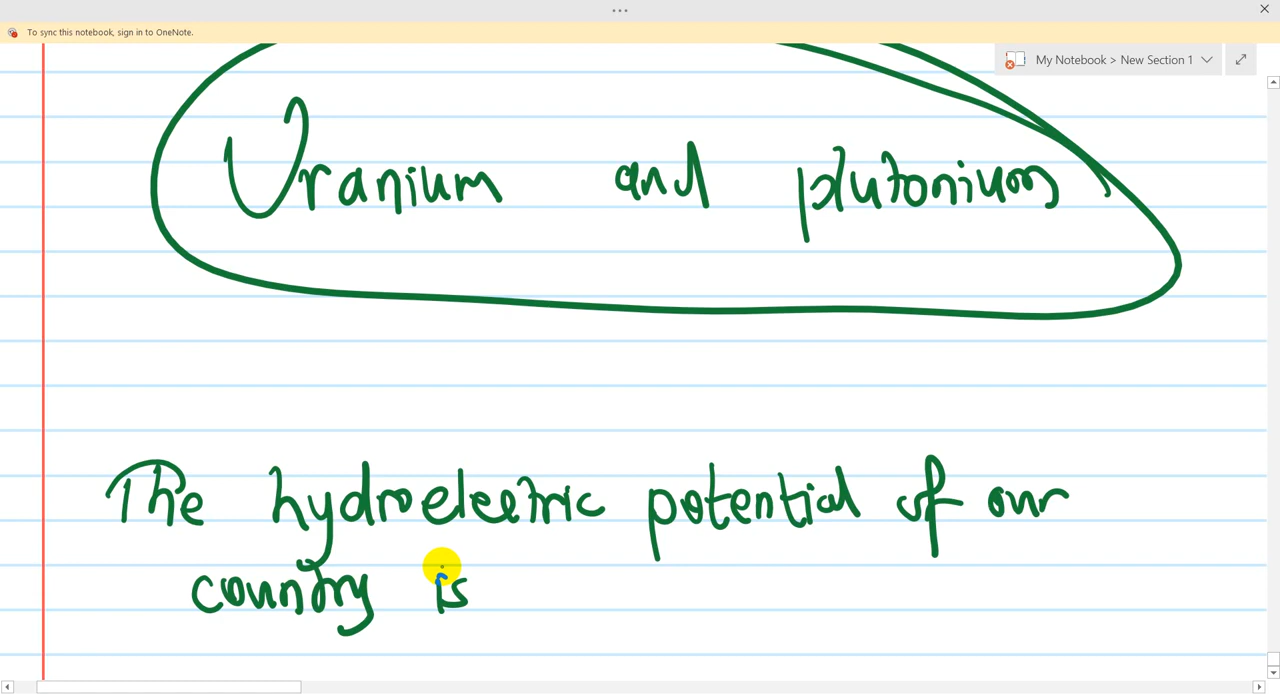 To sync this notebook, sign in to OneNote.
My Notebook > New Section 1
Uranium and plutonium
The hydroelectric potential of our
country is